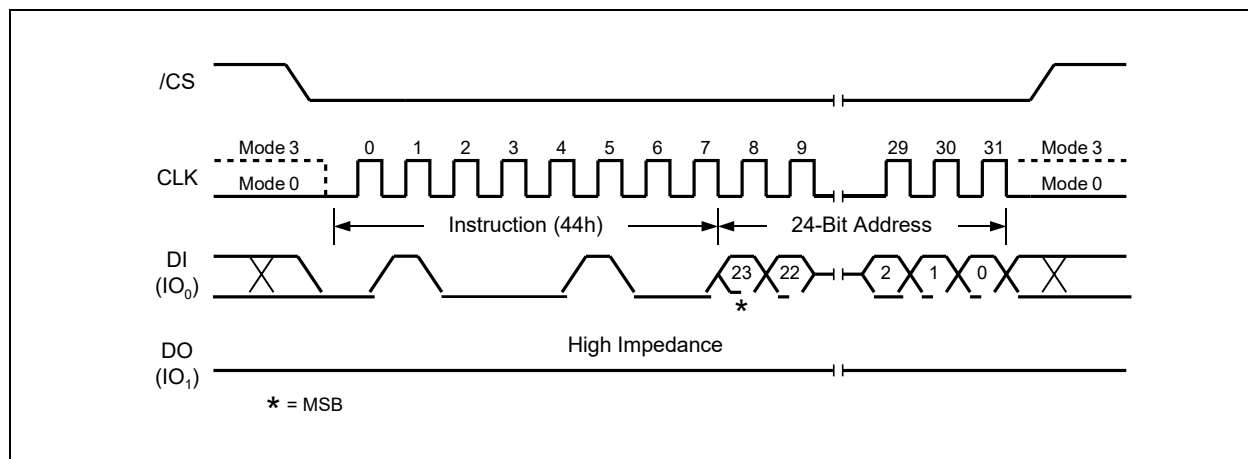 /CS
Mode 3 0 1 2 3 4 5 6 7 8 9 29 30 31 Mode 3
CLK Mode 0 Mode 0
Instruction (44h) 24-Bit Address
DI
(IO₀) 23 22 2 1 0
*
DO High Impedance
(IO₁)
* = MSB